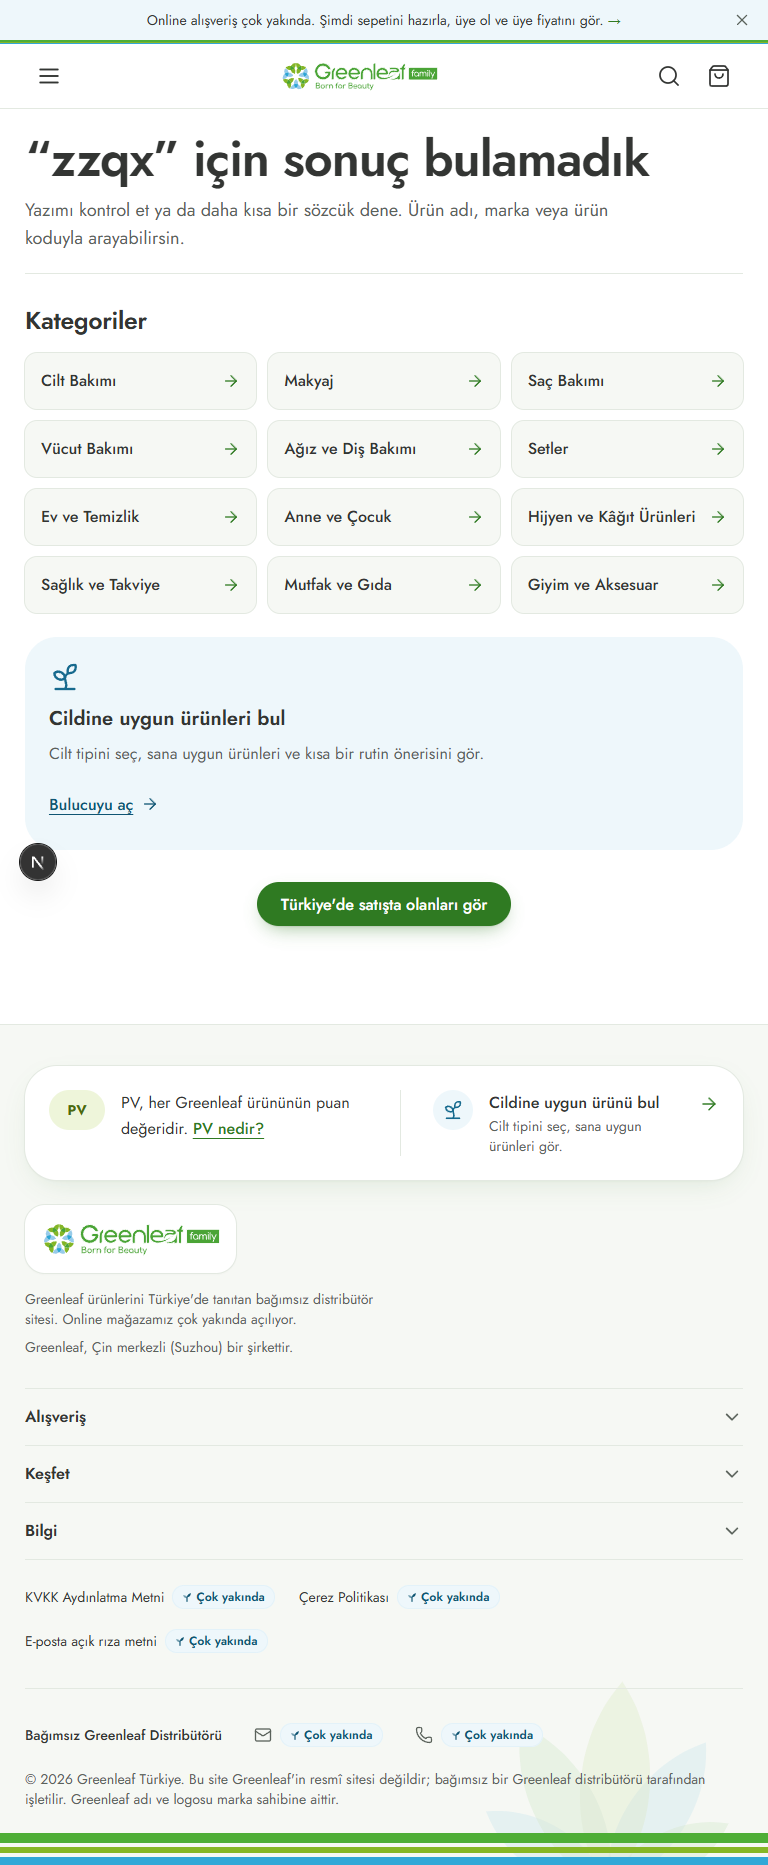 Online alışveriş çok yakında. Şimdi sepetini hazırla, üye ol ve üye fiyatını gör. →
Greenleaf family
Born for Beauty
“zzqx” için sonuç bulamadık
Yazımı kontrol et ya da daha kısa bir sözcük dene. Ürün adı, marka veya ürün
koduyla arayabilirsin.
Kategoriler
Cilt Bakımı
Makyaj
Saç Bakımı
Vücut Bakımı
Ağız ve Diş Bakımı
Setler
Ev ve Temizlik
Anne ve Çocuk
Hijyen ve Kâğıt Ürünleri
Sağlık ve Takviye
Mutfak ve Gıda
Giyim ve Aksesuar
Cildine uygun ürünleri bul
Cilt tipini seç, sana uygun ürünleri ve kısa bir rutin önerisini gör.
Bulucuyu aç
N
Türkiye'de satışta olanları gör
PV
PV, her Greenleaf ürününün puan
değeridir. PV nedir?
Cildine uygun ürünü bul
Cilt tipini seç, sana uygun
ürünleri gör.
Greenleaf family
Born for Beauty
Greenleaf ürünlerini Türkiye'de tanıtan bağımsız distribütör
sitesi. Online mağazamız çok yakında açılıyor.
Greenleaf, Çin merkezli (Suzhou) bir şirkettir.
Alışveriş
Keşfet
Bilgi
KVKK Aydınlatma Metni Çok yakında
Çerez Politikası Çok yakında
E-posta açık rıza metni Çok yakında
Bağımsız Greenleaf Distribütörü
Çok yakında
Çok yakında
© 2026 Greenleaf Türkiye. Bu site Greenleaf'in resmî sitesi değildir; bağımsız bir Greenleaf distribütörü tarafından
işletilir. Greenleaf adı ve logosu marka sahibine aittir.